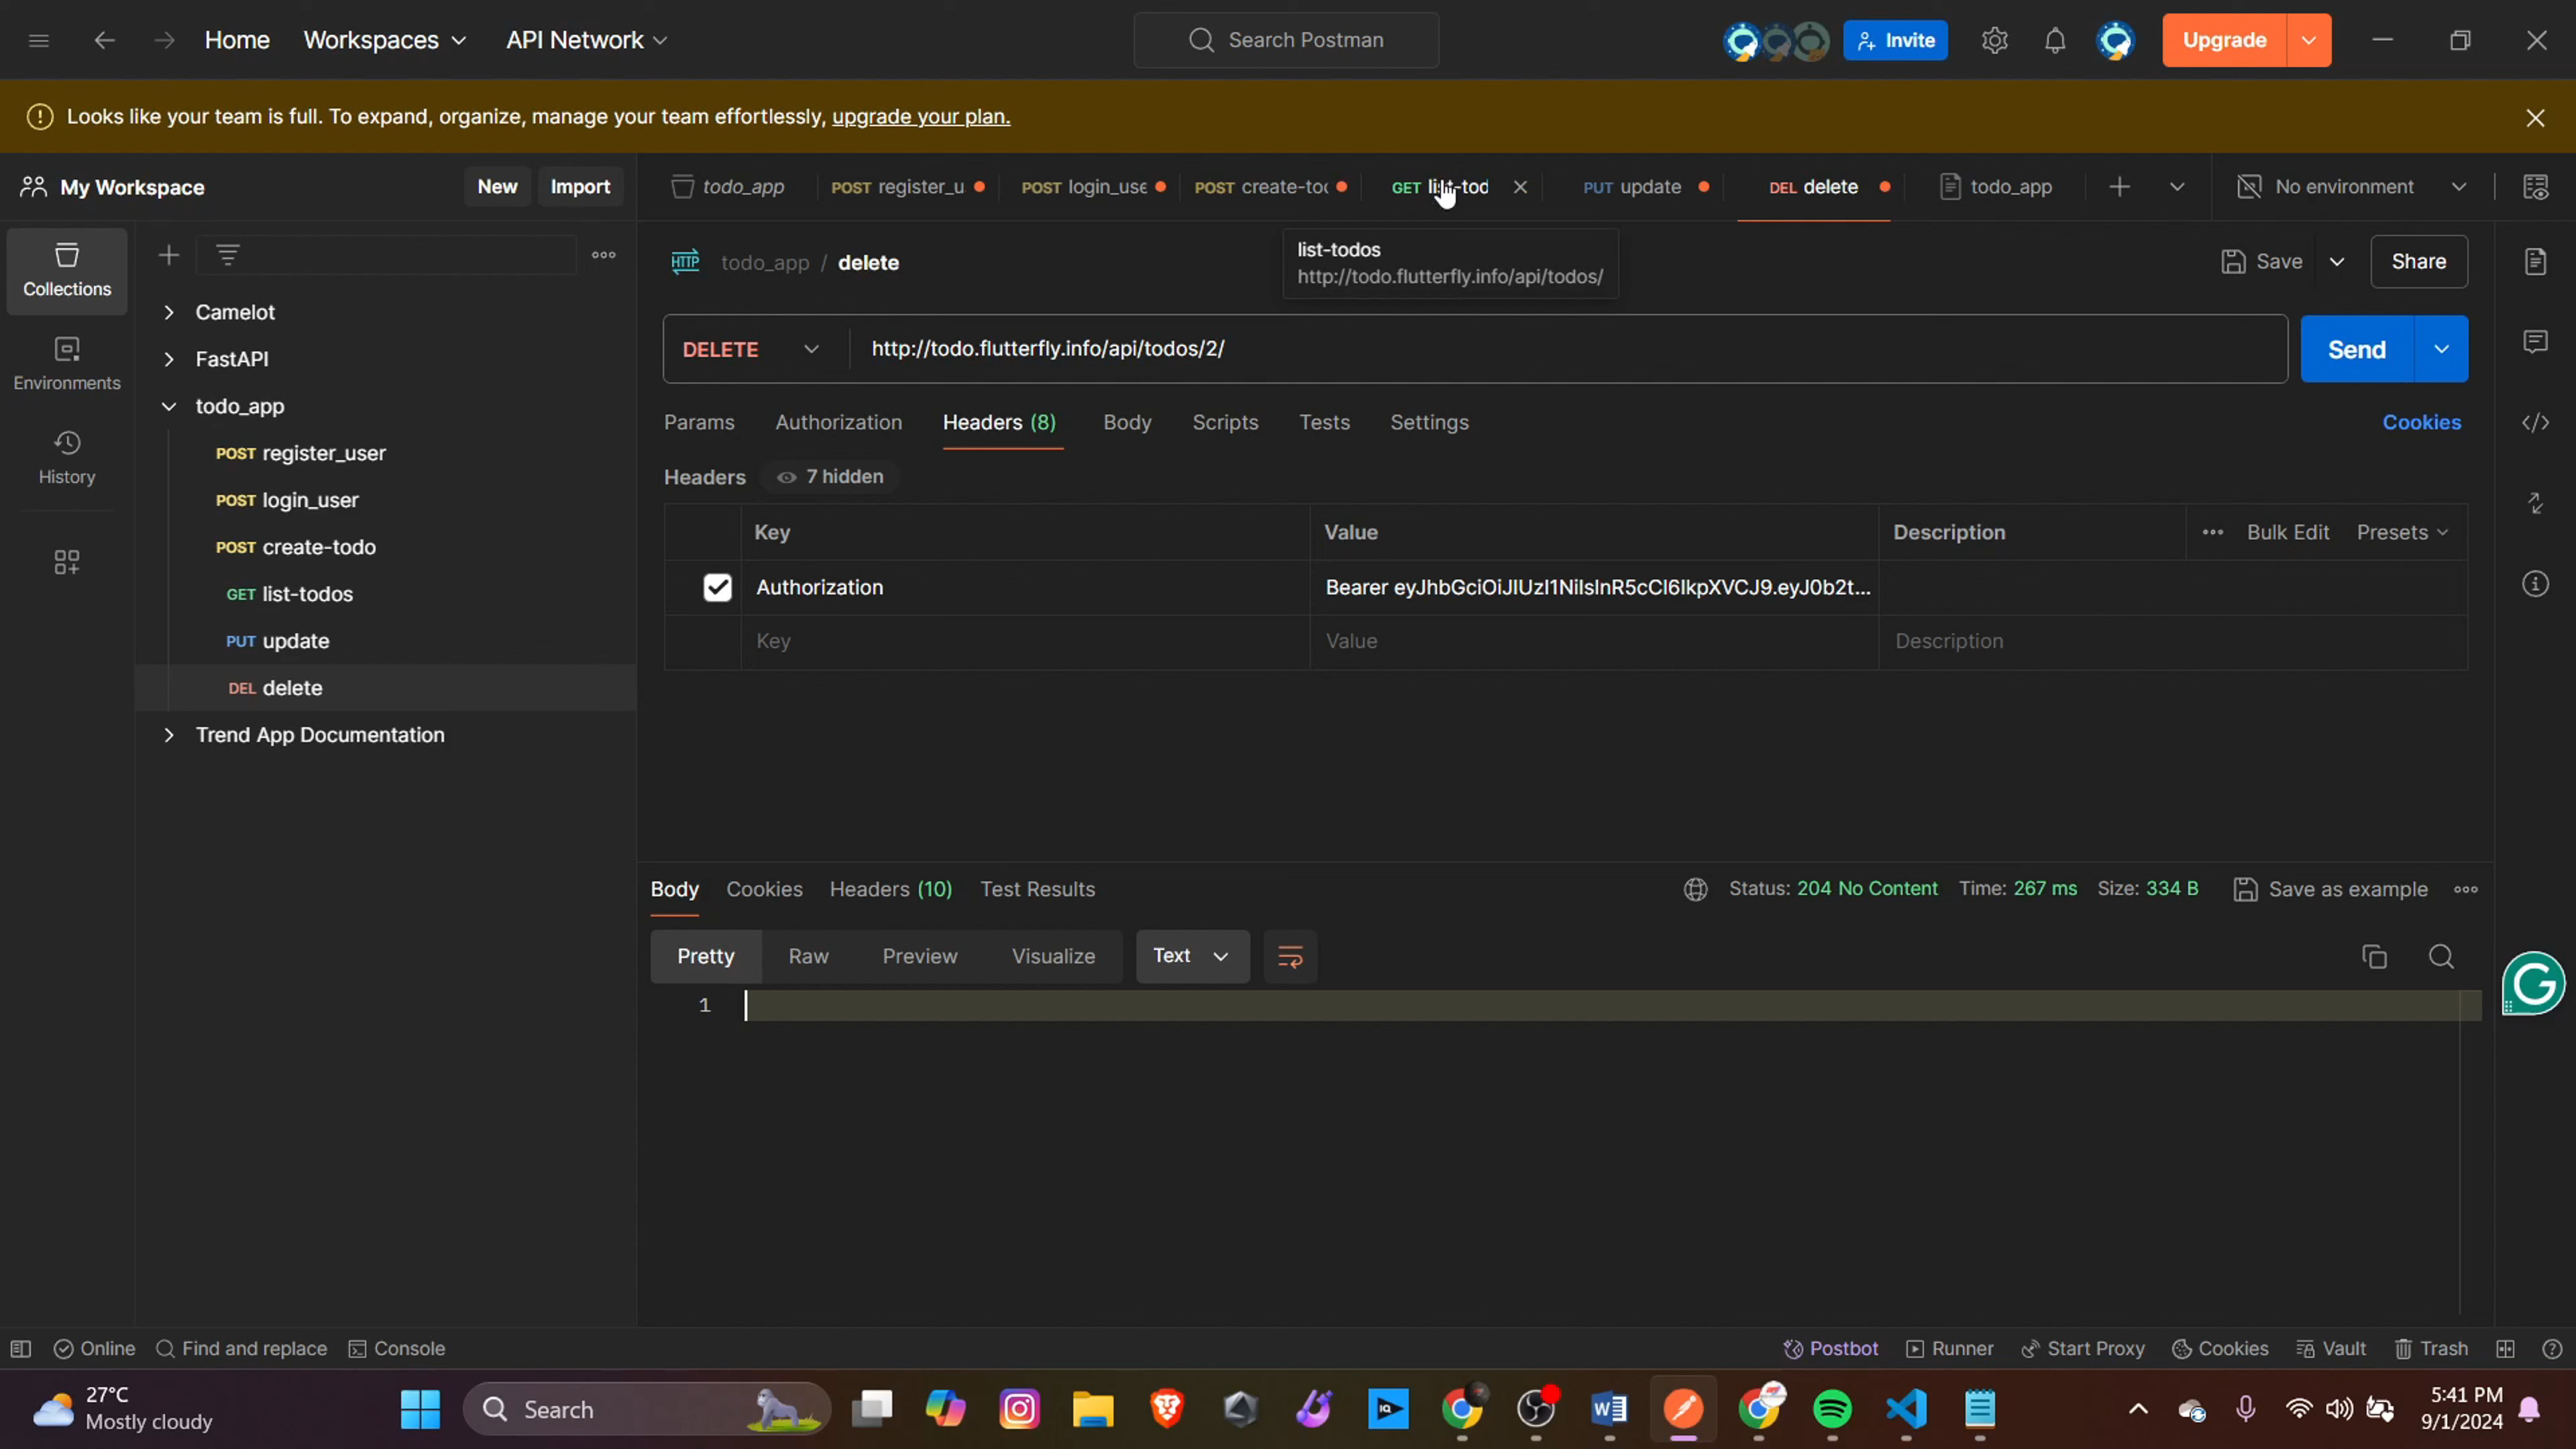 Home Workspaces API Network Search Postman Invite Upgrade
Looks like your team is full. To expand, organize, manage your team effortlessly, upgrade your plan.
My Workspace New Import
todo_app POST register_u POST login_use POST create-to GET list-tod PUT update DEL delete todo_app No environment
Collections
Environments
History
Camelot
FastAPI
todo_app
POST register_user
POST login_user
POST create-todo
GET list-todos
PUT update
DEL delete
Trend App Documentation
HTTP todo_app / delete Save Share
list-todos
http://todo.flutterfly.info/api/todos/
DELETE http://todo.flutterfly.info/api/todos/2/ Send
Params Authorization Headers (8) Body Scripts Tests Settings Cookies
Headers 7 hidden
Key Value Description Bulk Edit Presets
Authorization Bearer eyJhbGciOiJIUzI1NiIsInR5cCI6IkpXVCJ9.eyJ0b2t...
Key Value Description
Body Cookies Headers (10) Test Results Status: 204 No Content Time: 267 ms Size: 334 B Save as example
Pretty Raw Preview Visualize Text
1
Online Find and replace Console Postbot Runner Start Proxy Cookies Vault Trash
27°C
Mostly cloudy
Search
5:41 PM
9/1/2024